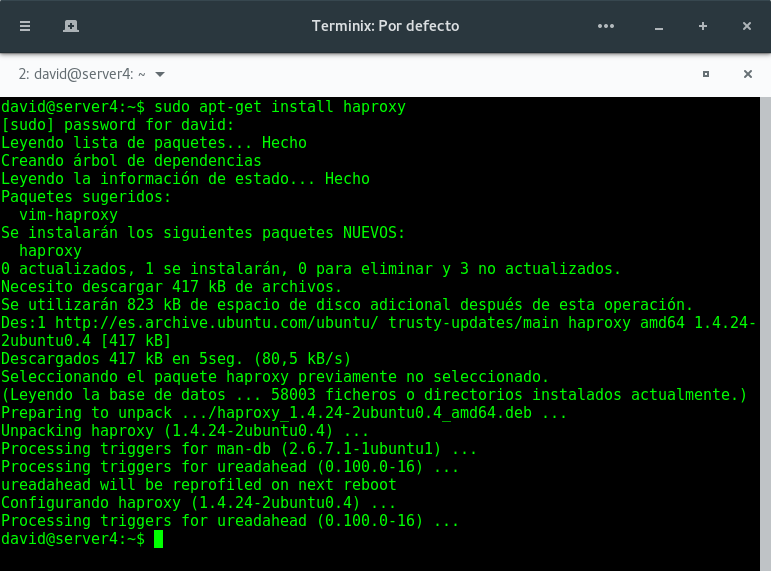 Terminix: Por defecto
2: david@server4: ~
david@server4:~$ sudo apt-get install haproxy
[sudo] password for david:
Leyendo lista de paquetes... Hecho
Creando árbol de dependencias
Leyendo la información de estado... Hecho
Paquetes sugeridos:
  vim-haproxy
Se instalarán los siguientes paquetes NUEVOS:
  haproxy
0 actualizados, 1 se instalarán, 0 para eliminar y 3 no actualizados.
Necesito descargar 417 kB de archivos.
Se utilizarán 823 kB de espacio de disco adicional después de esta operación.
Des:1 http://es.archive.ubuntu.com/ubuntu/ trusty-updates/main haproxy amd64 1.4.24-
2ubuntu0.4 [417 kB]
Descargados 417 kB en 5seg. (80,5 kB/s)
Seleccionando el paquete haproxy previamente no seleccionado.
(Leyendo la base de datos ... 58003 ficheros o directorios instalados actualmente.)
Preparing to unpack .../haproxy_1.4.24-2ubuntu0.4_amd64.deb ...
Unpacking haproxy (1.4.24-2ubuntu0.4) ...
Processing triggers for man-db (2.6.7.1-1ubuntu1) ...
Processing triggers for ureadahead (0.100.0-16) ...
ureadahead will be reprofiled on next reboot
Configurando haproxy (1.4.24-2ubuntu0.4) ...
Processing triggers for ureadahead (0.100.0-16) ...
david@server4:~$